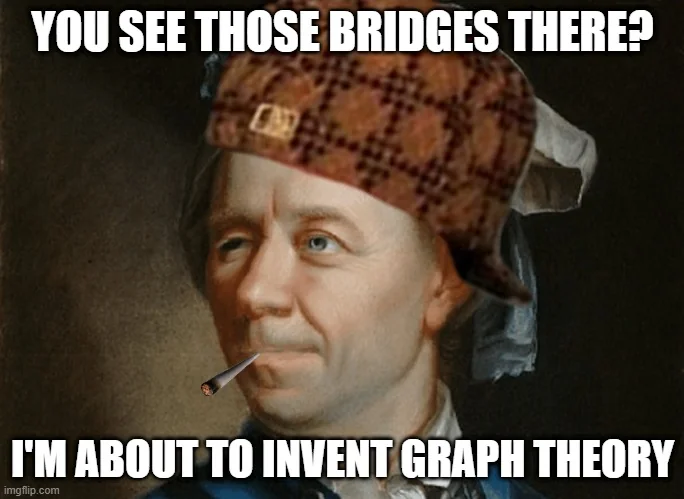 YOU SEE THOSE BRIDGES THERE?
I'M ABOUT TO INVENT GRAPH THEORY
imgflip.com